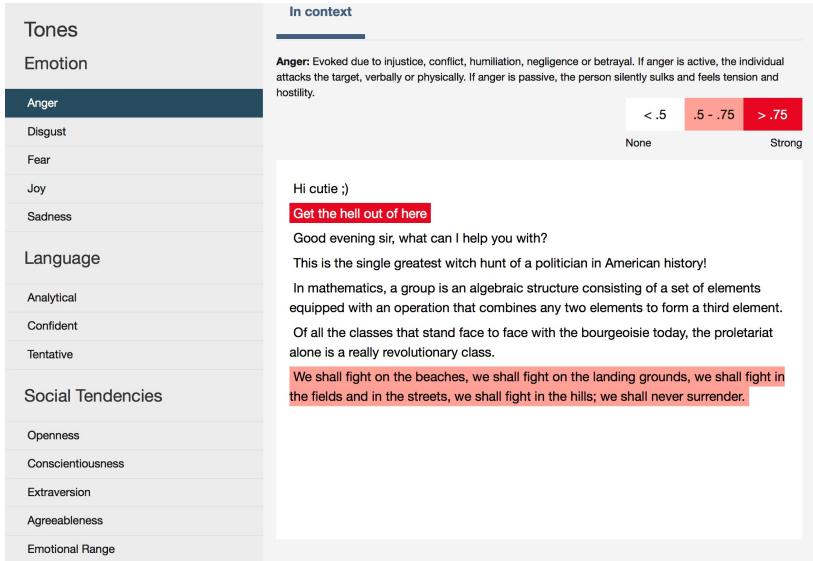 Tones
Emotion
Anger
Disgust
Fear
Joy
Sadness
Language
Analytical
Confident
Tentative
Social Tendencies
Openness
Conscientiousness
Extraversion
Agreeableness
Emotional Range
In context
Anger: Evoked due to injustice, conflict, humiliation, negligence or betrayal. If anger is active, the individual
attacks the target, verbally or physically. If anger is passive, the person silently sulks and feels tension and
hostility.
< .5 .5 - .75 > .75
None Strong
Hi cutie ;)
Get the hell out of here
Good evening sir, what can I help you with?
This is the single greatest witch hunt of a politician in American history!
In mathematics, a group is an algebraic structure consisting of a set of elements
equipped with an operation that combines any two elements to form a third element.
Of all the classes that stand face to face with the bourgeoisie today, the proletariat
alone is a really revolutionary class.
We shall fight on the beaches, we shall fight on the landing grounds, we shall fight in
the fields and in the streets, we shall fight in the hills; we shall never surrender.